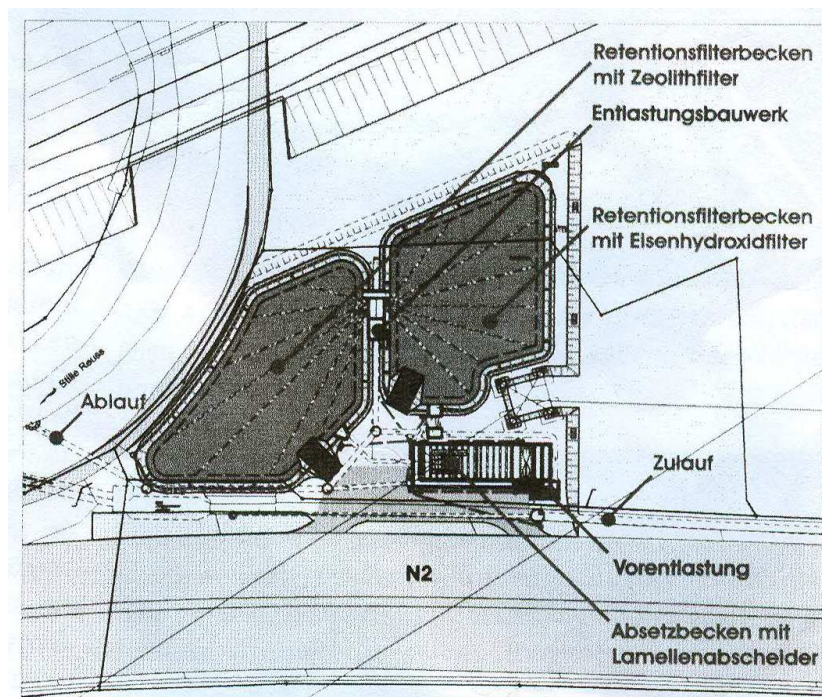 Retentionsfilterbecken
mit Zeolithfilter
Entlastungsbauwerk
Retentionsfilterbecken
mit Eisenhydroxidfilter
Stille Reuss
Ablauf
Zulauf
N2
Vorentlastung
Absetzbecken mit
Lamellenabscheider